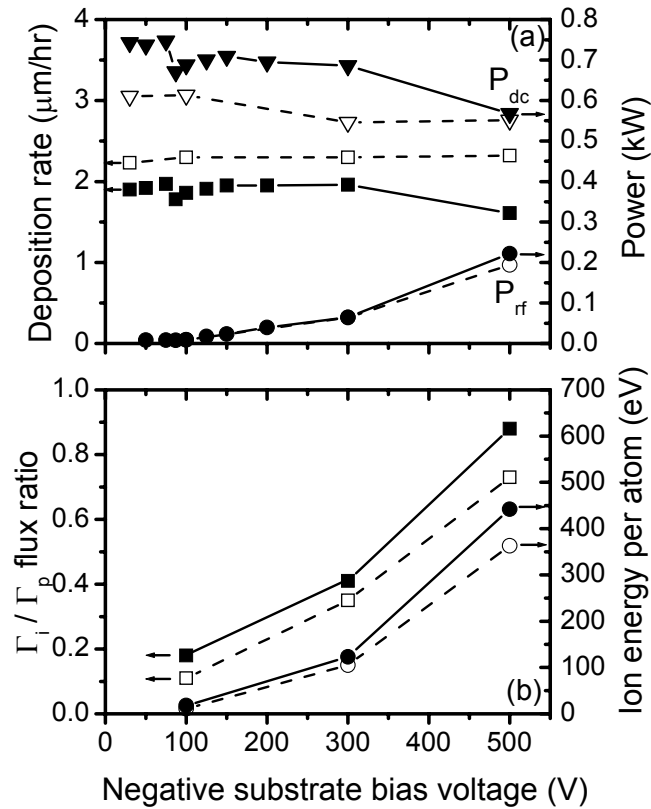 4
3
2
1
0
Deposition rate (μm/hr)
(a)
P_dc
P_rf
0.8
0.7
0.6
0.5
0.4
0.3
0.2
0.1
0.0
Power (kW)
1.0
0.8
0.6
0.4
0.2
0.0
Γ_i / Γ_p flux ratio
(b)
700
600
500
400
300
200
100
0
Ion energy per atom (eV)
0 100 200 300 400 500
Negative substrate bias voltage (V)